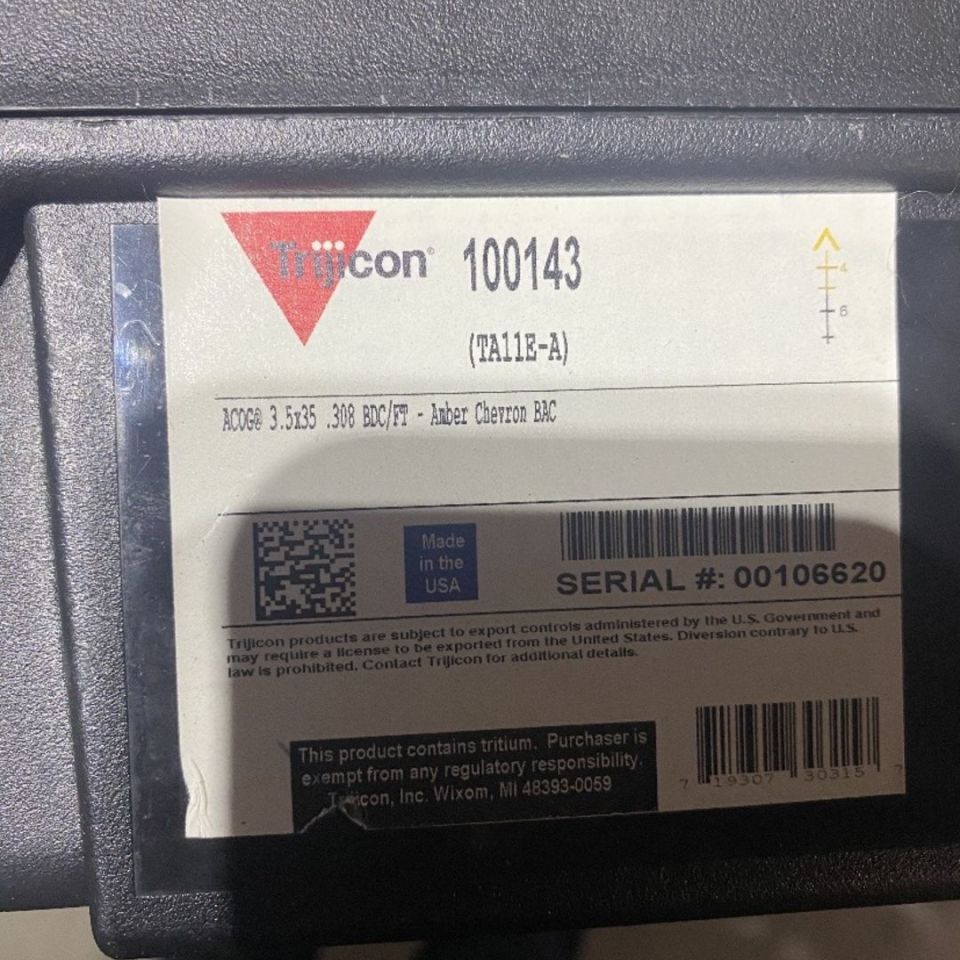 Trijicon® 100143
(TA11E-A)
4
6
ACOG® 3.5x35 .308 BDC/FT - Amber Chevron BAC
Made
in the
USA
SERIAL #: 00106620
Trijicon products are subject to export controls administered by the U.S. Government and
may require a license to be exported from the United States. Diversion contrary to U.S.
law is prohibited. Contact Trijicon for additional details.
This product contains tritium. Purchaser is
exempt from any regulatory responsibility.
Trijicon, Inc. Wixom, MI 48393-0059
7 19307 30315 7